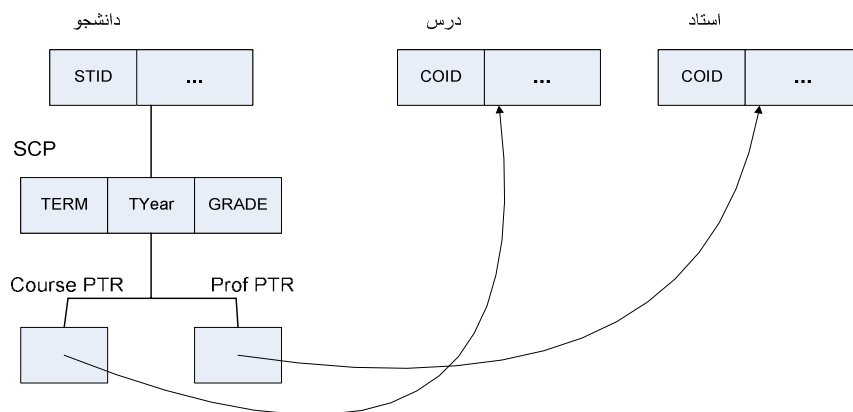 دانشجو
درس
استاد
STID ...
COID ...
COID ...
SCP
TERM TYear GRADE
Course PTR
Prof PTR